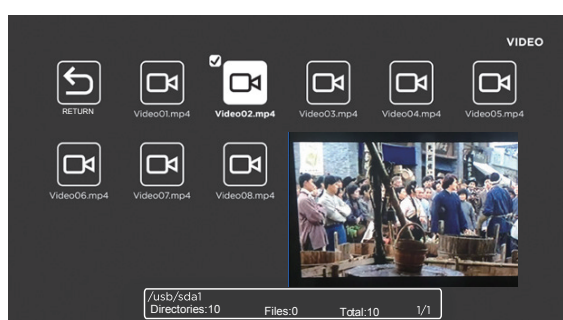 VIDEO
RETURN
Video01.mp4
Video02.mp4
Video03.mp4
Video04.mp4
Video05.mp4
Video06.mp4
Video07.mp4
Video08.mp4
/usb/sda1
Directories:10 Files:0 Total:10 1/1